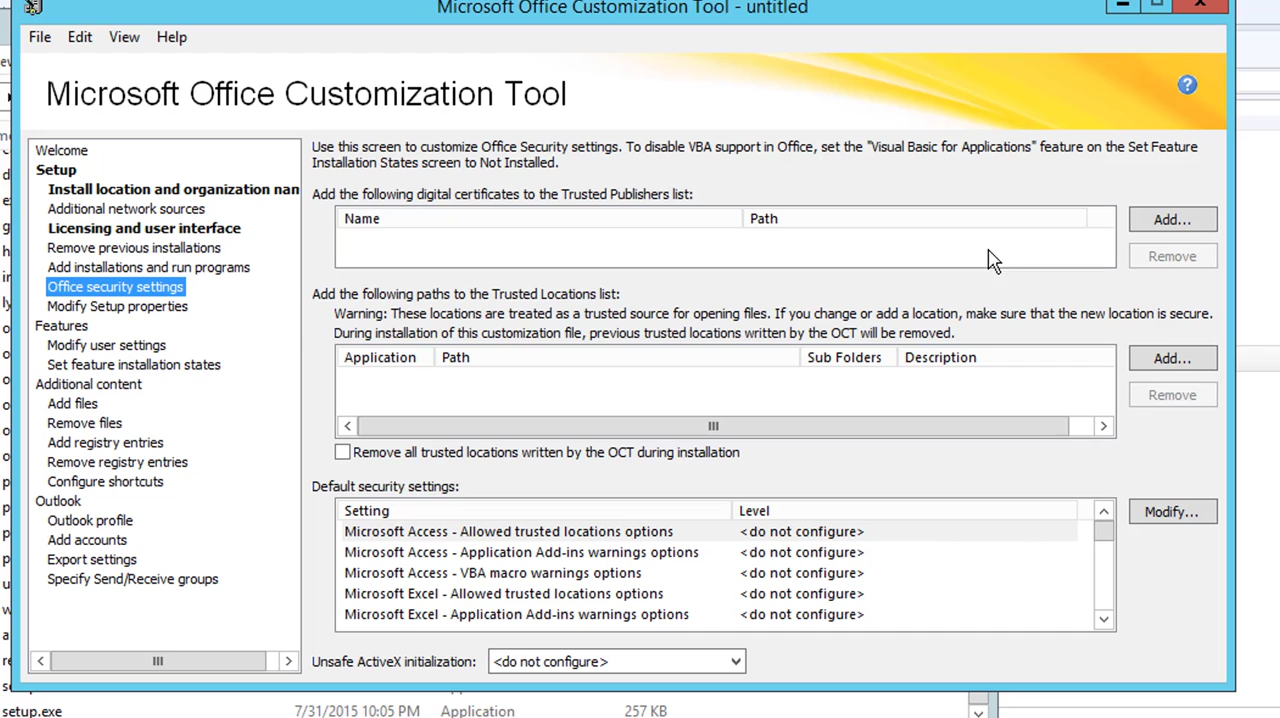 Microsoft Office Customization Tool - untitled
File Edit View Help
Microsoft Office Customization Tool
Welcome
Setup
Install location and organization nan
Additional network sources
Licensing and user interface
Remove previous installations
Add installations and run programs
Office security settings
Modify Setup properties
Features
Modify user settings
Set feature installation states
Additional content
Add files
Remove files
Add registry entries
Remove registry entries
Configure shortcuts
Outlook
Outlook profile
Add accounts
Export settings
Specify Send/Receive groups
Use this screen to customize Office Security settings. To disable VBA support in Office, set the "Visual Basic for Applications" feature on the Set Feature
Installation States screen to Not Installed.
Add the following digital certificates to the Trusted Publishers list:
Name Path
Add...
Remove
Add the following paths to the Trusted Locations list:
Warning: These locations are treated as a trusted source for opening files. If you change or add a location, make sure that the new location is secure.
During installation of this customization file, previous trusted locations written by the OCT will be removed.
Application Path Sub Folders Description
Add...
Remove
Remove all trusted locations written by the OCT during installation
Default security settings:
Setting Level
Modify...
Microsoft Access - Allowed trusted locations options <do not configure>
Microsoft Access - Application Add-ins warnings options <do not configure>
Microsoft Access - VBA macro warnings options <do not configure>
Microsoft Excel - Allowed trusted locations options <do not configure>
Microsoft Excel - Application Add-ins warnings options <do not configure>
Unsafe ActiveX initialization: <do not configure>
setup.exe 7/31/2015 10:05 PM Application 257 KB